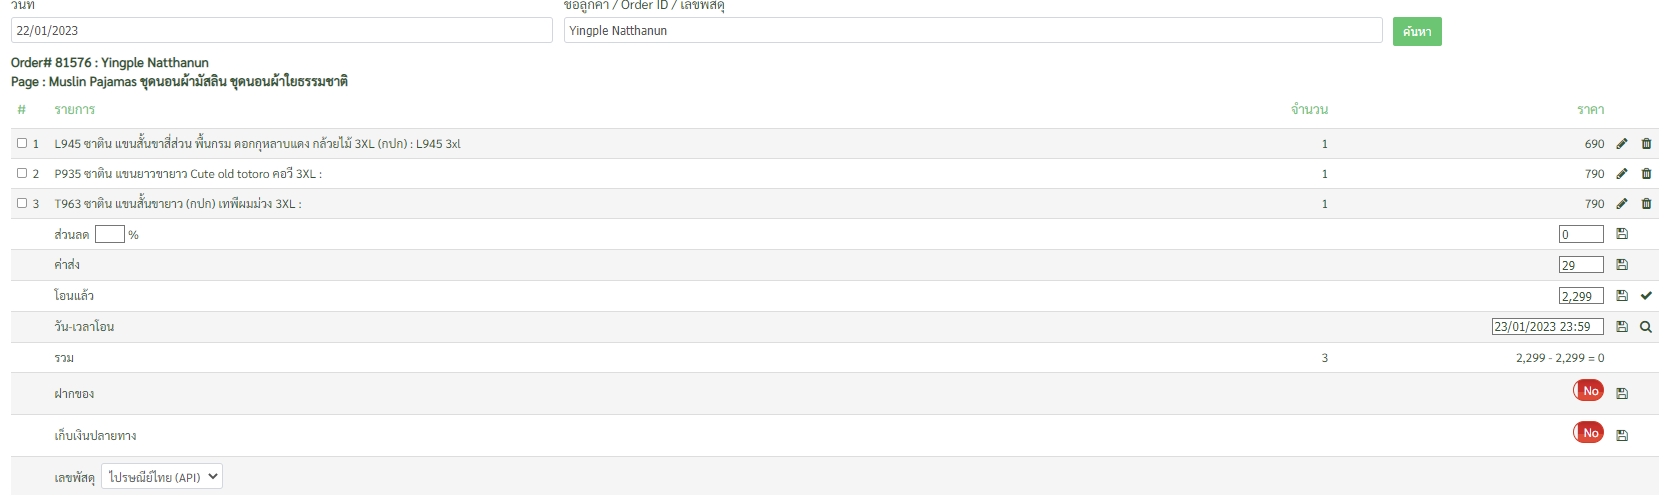 วันที่
ชื่อลูกค้า / Order ID / เลขพัสดุ
22/01/2023
Yingple Natthanun
ค้นหา
Order# 81576 : Yingple Natthanun
Page : Muslin Pajamas ชุดนอนผ้ามัสลิน ชุดนอนผ้าใยธรรมชาติ
# รายการ จำนวน ราคา
1 L945 ซาติน แขนสั้นขาสี่ส่วน พื้นกรม ดอกกุหลาบแดง กล้วยไม้ 3XL (กปก) : L945 3xl 1 690
2 P935 ซาติน แขนยาวขายาว Cute old totoro คอวี 3XL : 1 790
3 T963 ซาติน แขนสั้นขายาว (กปก) เทพีผมม่วง 3XL : 1 790
ส่วนลด % 0
ค่าส่ง 29
โอนแล้ว 2,299
วัน-เวลาโอน 23/01/2023 23:59
รวม 3 2,299 - 2,299 = 0
ฝากของ No
เก็บเงินปลายทาง No
เลขพัสดุ ไปรษณีย์ไทย (API)